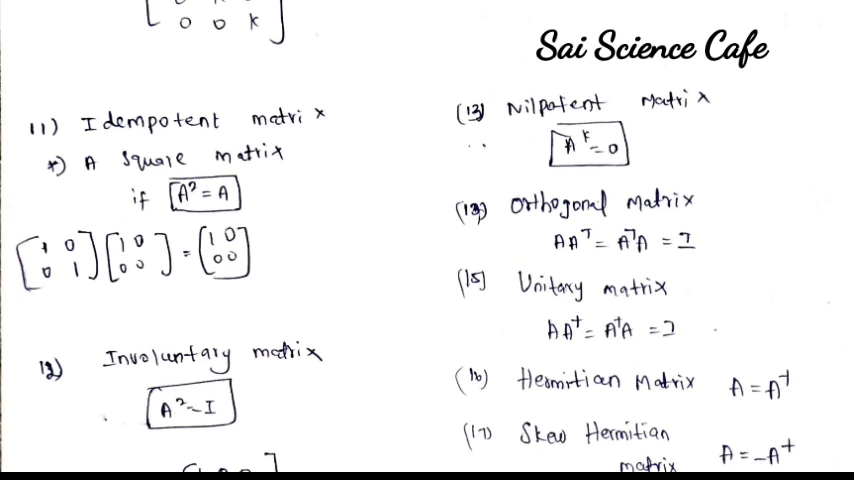 0 0 K
Sai Science Cafe
11) Idempotent matrix
*) A Square matrix
if A² = A
[1 0
0 1] [1 0
0 0] = [1 0
0 0]
12) Involuntary matrix
A² = I
(13) Nilpotent Matrix
A^k = 0
Orthogonal Matrix
AAᵀ = AᵀA = I
(15) Unitary matrix
AA† = A†A = I
(16) Hermitian Matrix A = A†
(17) Skew Hermitian
matrix A = -A†